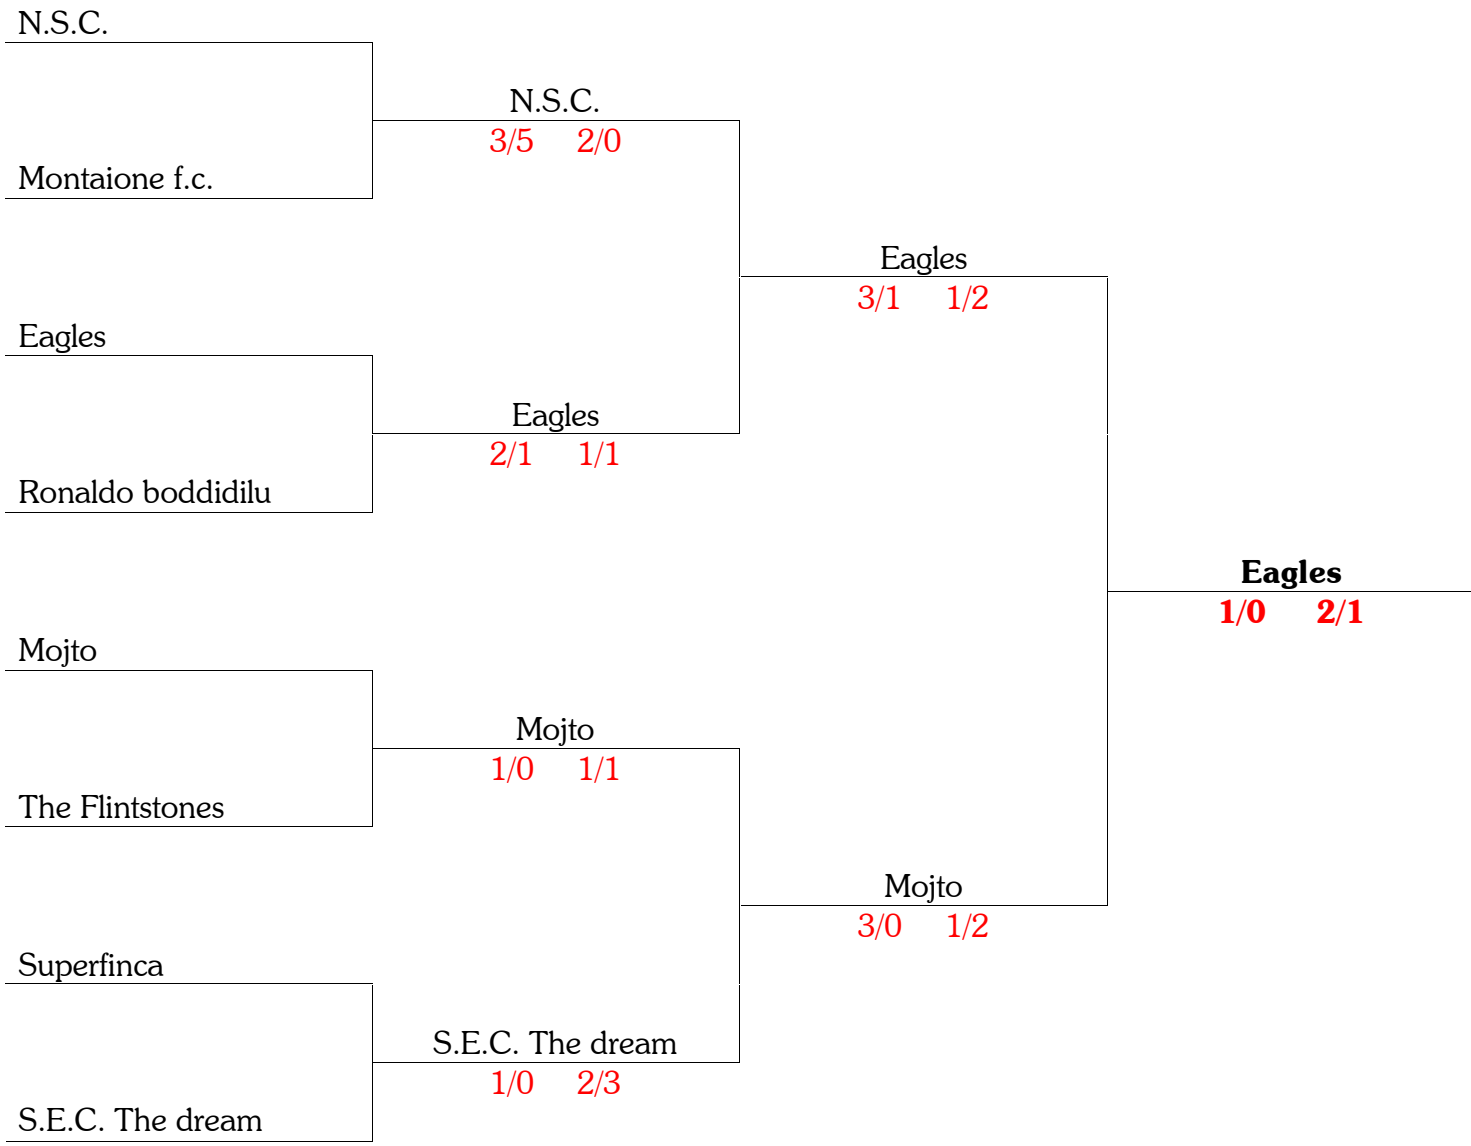 N.S.C.
N.S.C.
3/5 2/0
Montaione f.c.
Eagles
3/1 1/2
Eagles
Eagles
2/1 1/1
Ronaldo boddidilu
Eagles
1/0 2/1
Mojto
Mojto
1/0 1/1
The Flintstones
Mojto
3/0 1/2
Superfinca
S.E.C. The dream
1/0 2/3
S.E.C. The dream